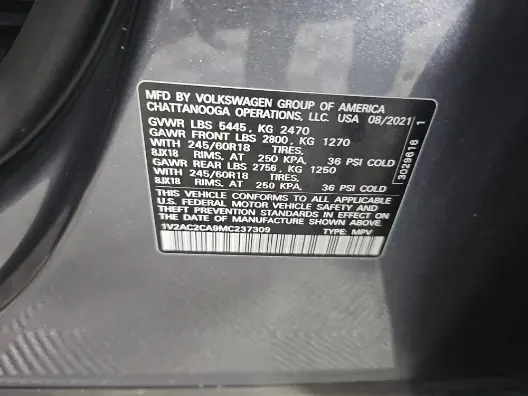 MFD BY VOLKSWAGEN GROUP OF AMERICA
CHATTANOOGA OPERATIONS, LLC. USA 08/2021
GVWR LBS 5445, KG 2470
GAWR FRONT LBS 2800, KG 1270
WITH 245/60R18 TIRES,
8JX18 RIMS, AT 250 KPA. 36 PSI COLD
GAWR REAR LBS 2756, KG 1250
WITH 245/60R18 TIRES,
8JX18 RIMS, AT 250 KPA. 36 PSI COLD
THIS VEHICLE CONFORMS TO ALL APPLICABLE
U.S. FEDERAL MOTOR VEHICLE SAFETY AND
THEFT PREVENTION STANDARDS IN EFFECT ON
THE DATE OF MANUFACTURE SHOWN ABOVE.
1V2AC2CA9MC237309 TYPE: MPV
3029616 1